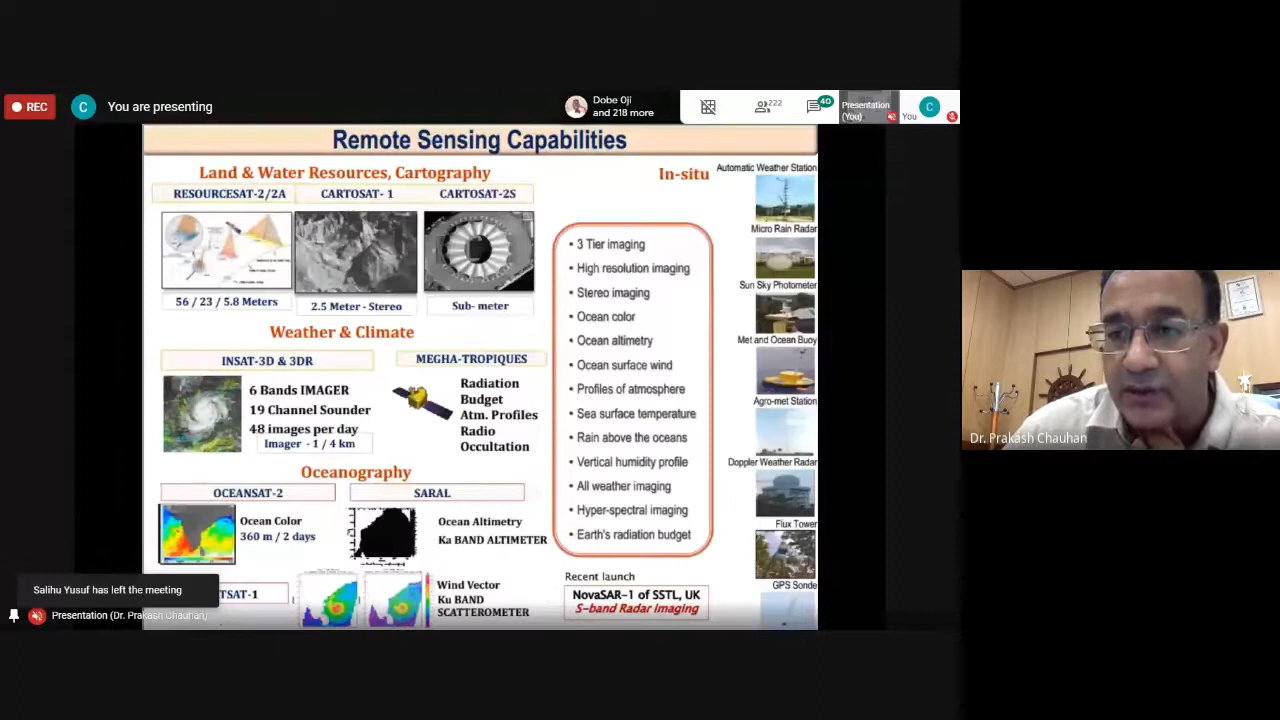 REC
C
You are presenting
Dobe Oji
and 218 more
222
40
Presentation
(You)
You
C
Remote Sensing Capabilities
Land & Water Resources, Cartography
RESOURCESAT-2/2A
CARTOSAT- 1
CARTOSAT-2S
56 / 23 / 5.8 Meters
2.5 Meter - Stereo
Sub- meter
Weather & Climate
INSAT-3D & 3DR
6 Bands IMAGER
19 Channel Sounder
48 images per day
Imager - 1 / 4 km
MEGHA-TROPIQUES
Radiation
Budget
Atm. Profiles
Radio
Occultation
Oceanography
OCEANSAT-2
Ocean Color
360 m / 2 days
SARAL
Ocean Altimetry
Ka BAND ALTIMETER
TSAT-1
Wind Vector
Ku BAND
SCATTEROMETER
• 3 Tier imaging
• High resolution imaging
• Stereo imaging
• Ocean color
• Ocean altimetry
• Ocean surface wind
• Profiles of atmosphere
• Sea surface temperature
• Rain above the oceans
• Vertical humidity profile
• All weather imaging
• Hyper-spectral imaging
• Earth's radiation budget
Recent launch
NovaSAR-1 of SSTL, UK
S-band Radar imaging
In-situ
Automatic Weather Station
Micro Rain Radar
Sun Sky Photometer
Met and Ocean Buoy
Agro-met Station
Doppler Weather Radar
Flux Tower
GPS Sonde
Salihu Yusuf has left the meeting
Presentation (Dr. Prakash Chauhan)
Dr. Prakash Chauhan